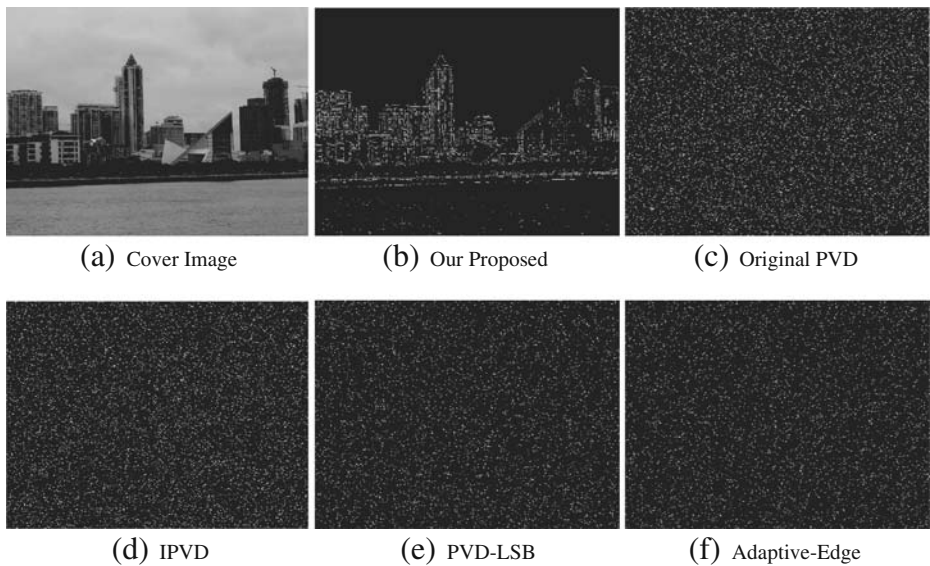 (a) Cover Image
(b) Our Proposed
(c) Original PVD
(d) IPVD
(e) PVD-LSB
(f) Adaptive-Edge